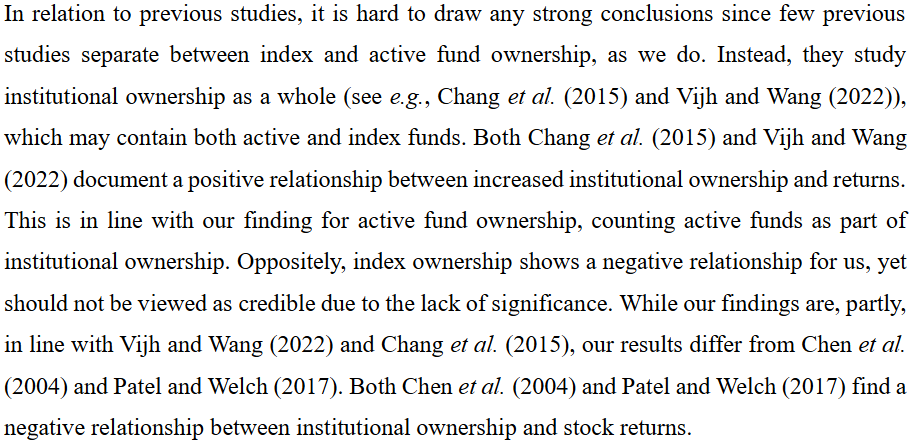 In relation to previous studies, it is hard to draw any strong conclusions since few previous
studies separate between index and active fund ownership, as we do. Instead, they study
institutional ownership as a whole (see e.g., Chang et al. (2015) and Vijh and Wang (2022)),
which may contain both active and index funds. Both Chang et al. (2015) and Vijh and Wang
(2022) document a positive relationship between increased institutional ownership and returns.
This is in line with our finding for active fund ownership, counting active funds as part of
institutional ownership. Oppositely, index ownership shows a negative relationship for us, yet
should not be viewed as credible due to the lack of significance. While our findings are, partly,
in line with Vijh and Wang (2022) and Chang et al. (2015), our results differ from Chen et al.
(2004) and Patel and Welch (2017). Both Chen et al. (2004) and Patel and Welch (2017) find a
negative relationship between institutional ownership and stock returns.